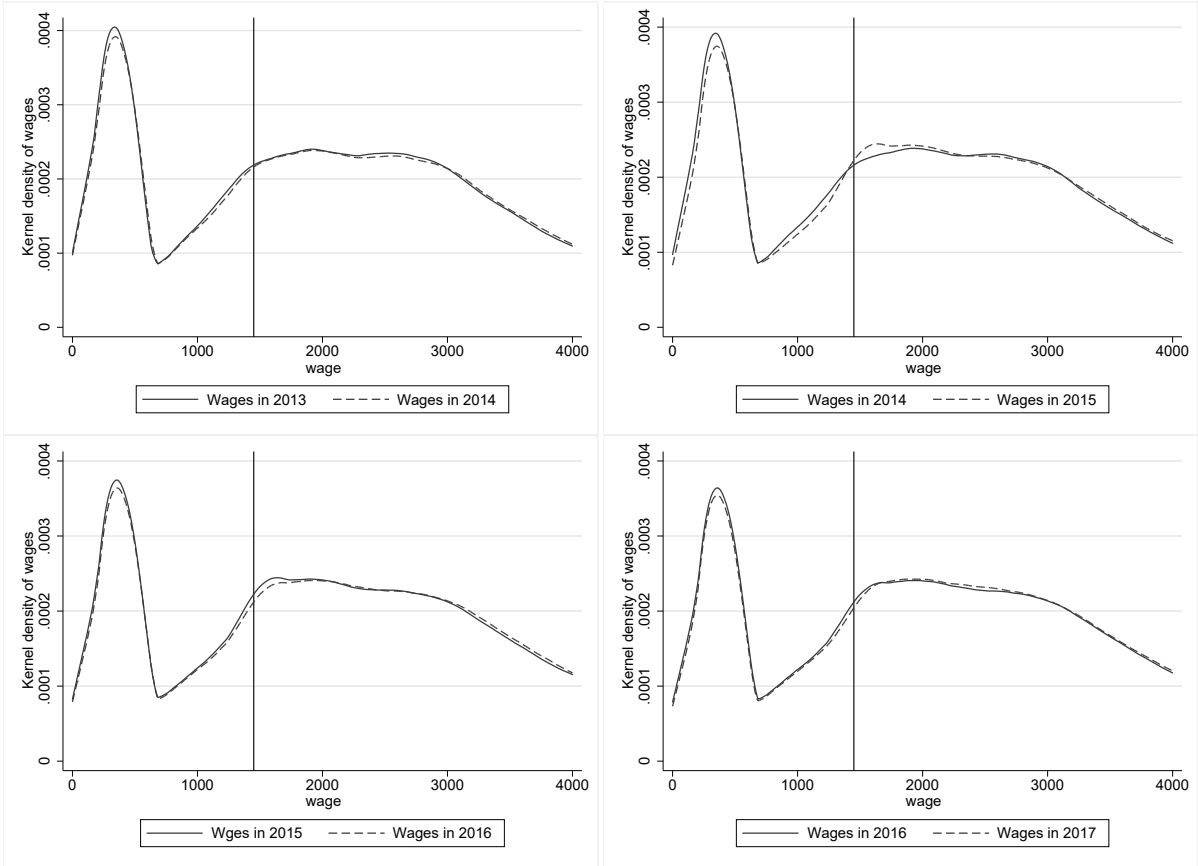 Kernel density of wages
0 .0001 .0002 .0003 .0004
0 1000 2000 3000 4000
wage
Wages in 2013 Wages in 2014
Kernel density of wages
0 .0001 .0002 .0003 .0004
0 1000 2000 3000 4000
wage
Wages in 2014 Wages in 2015
Kernel density of wages
0 .0001 .0002 .0003 .0004
0 1000 2000 3000 4000
wage
Wges in 2015 Wages in 2016
Kernel density of wages
0 .0001 .0002 .0003 .0004
0 1000 2000 3000 4000
wage
Wages in 2016 Wages in 2017